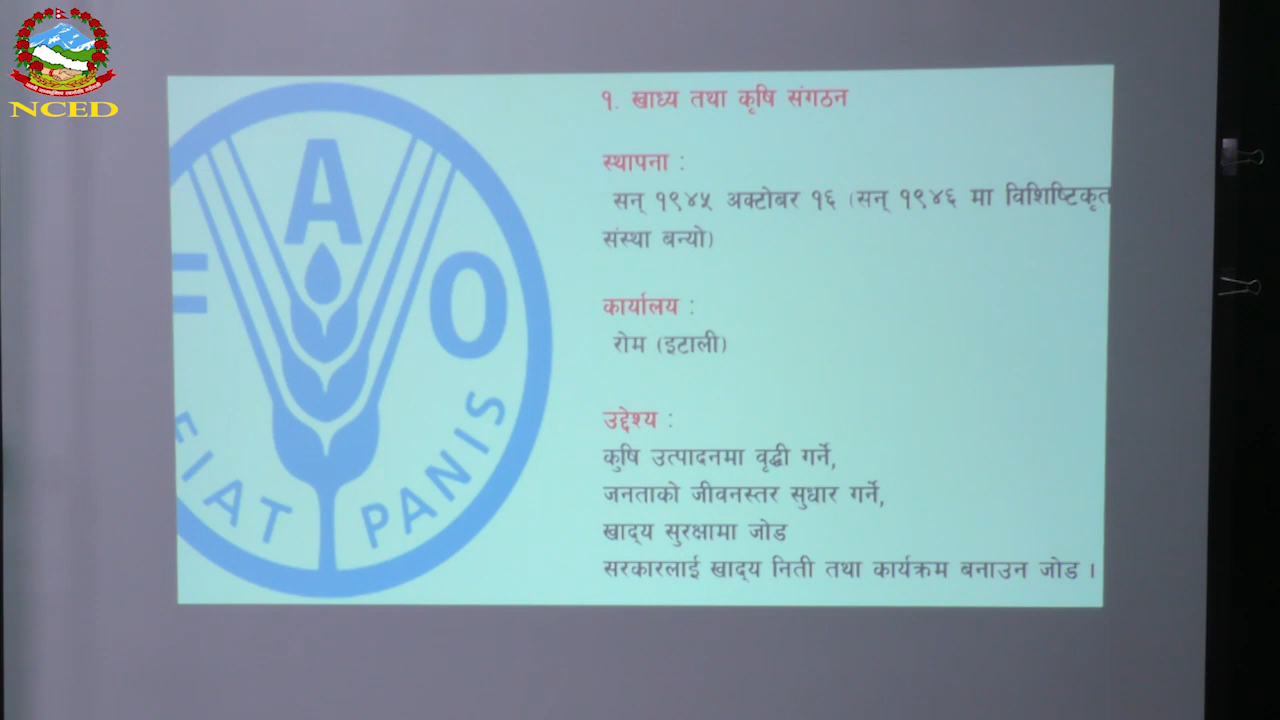 NCED
F A O
FIAT PANIS
१. खाध्य तथा कृषि संगठन
स्थापना :
सन् १९४५ अक्टोबर १६ (सन् १९४६ मा विशिष्टिकृत
संस्था बन्यो)
कार्यालय :
रोम (इटाली)
उद्देश्य :
कुषि उत्पादनमा वृद्धी गर्ने,
जनताको जीवनस्तर सुधार गर्ने,
खाद्य सुरक्षामा जोड
सरकारलाई खाद्य निती तथा कार्यक्रम बनाउन जोड ।